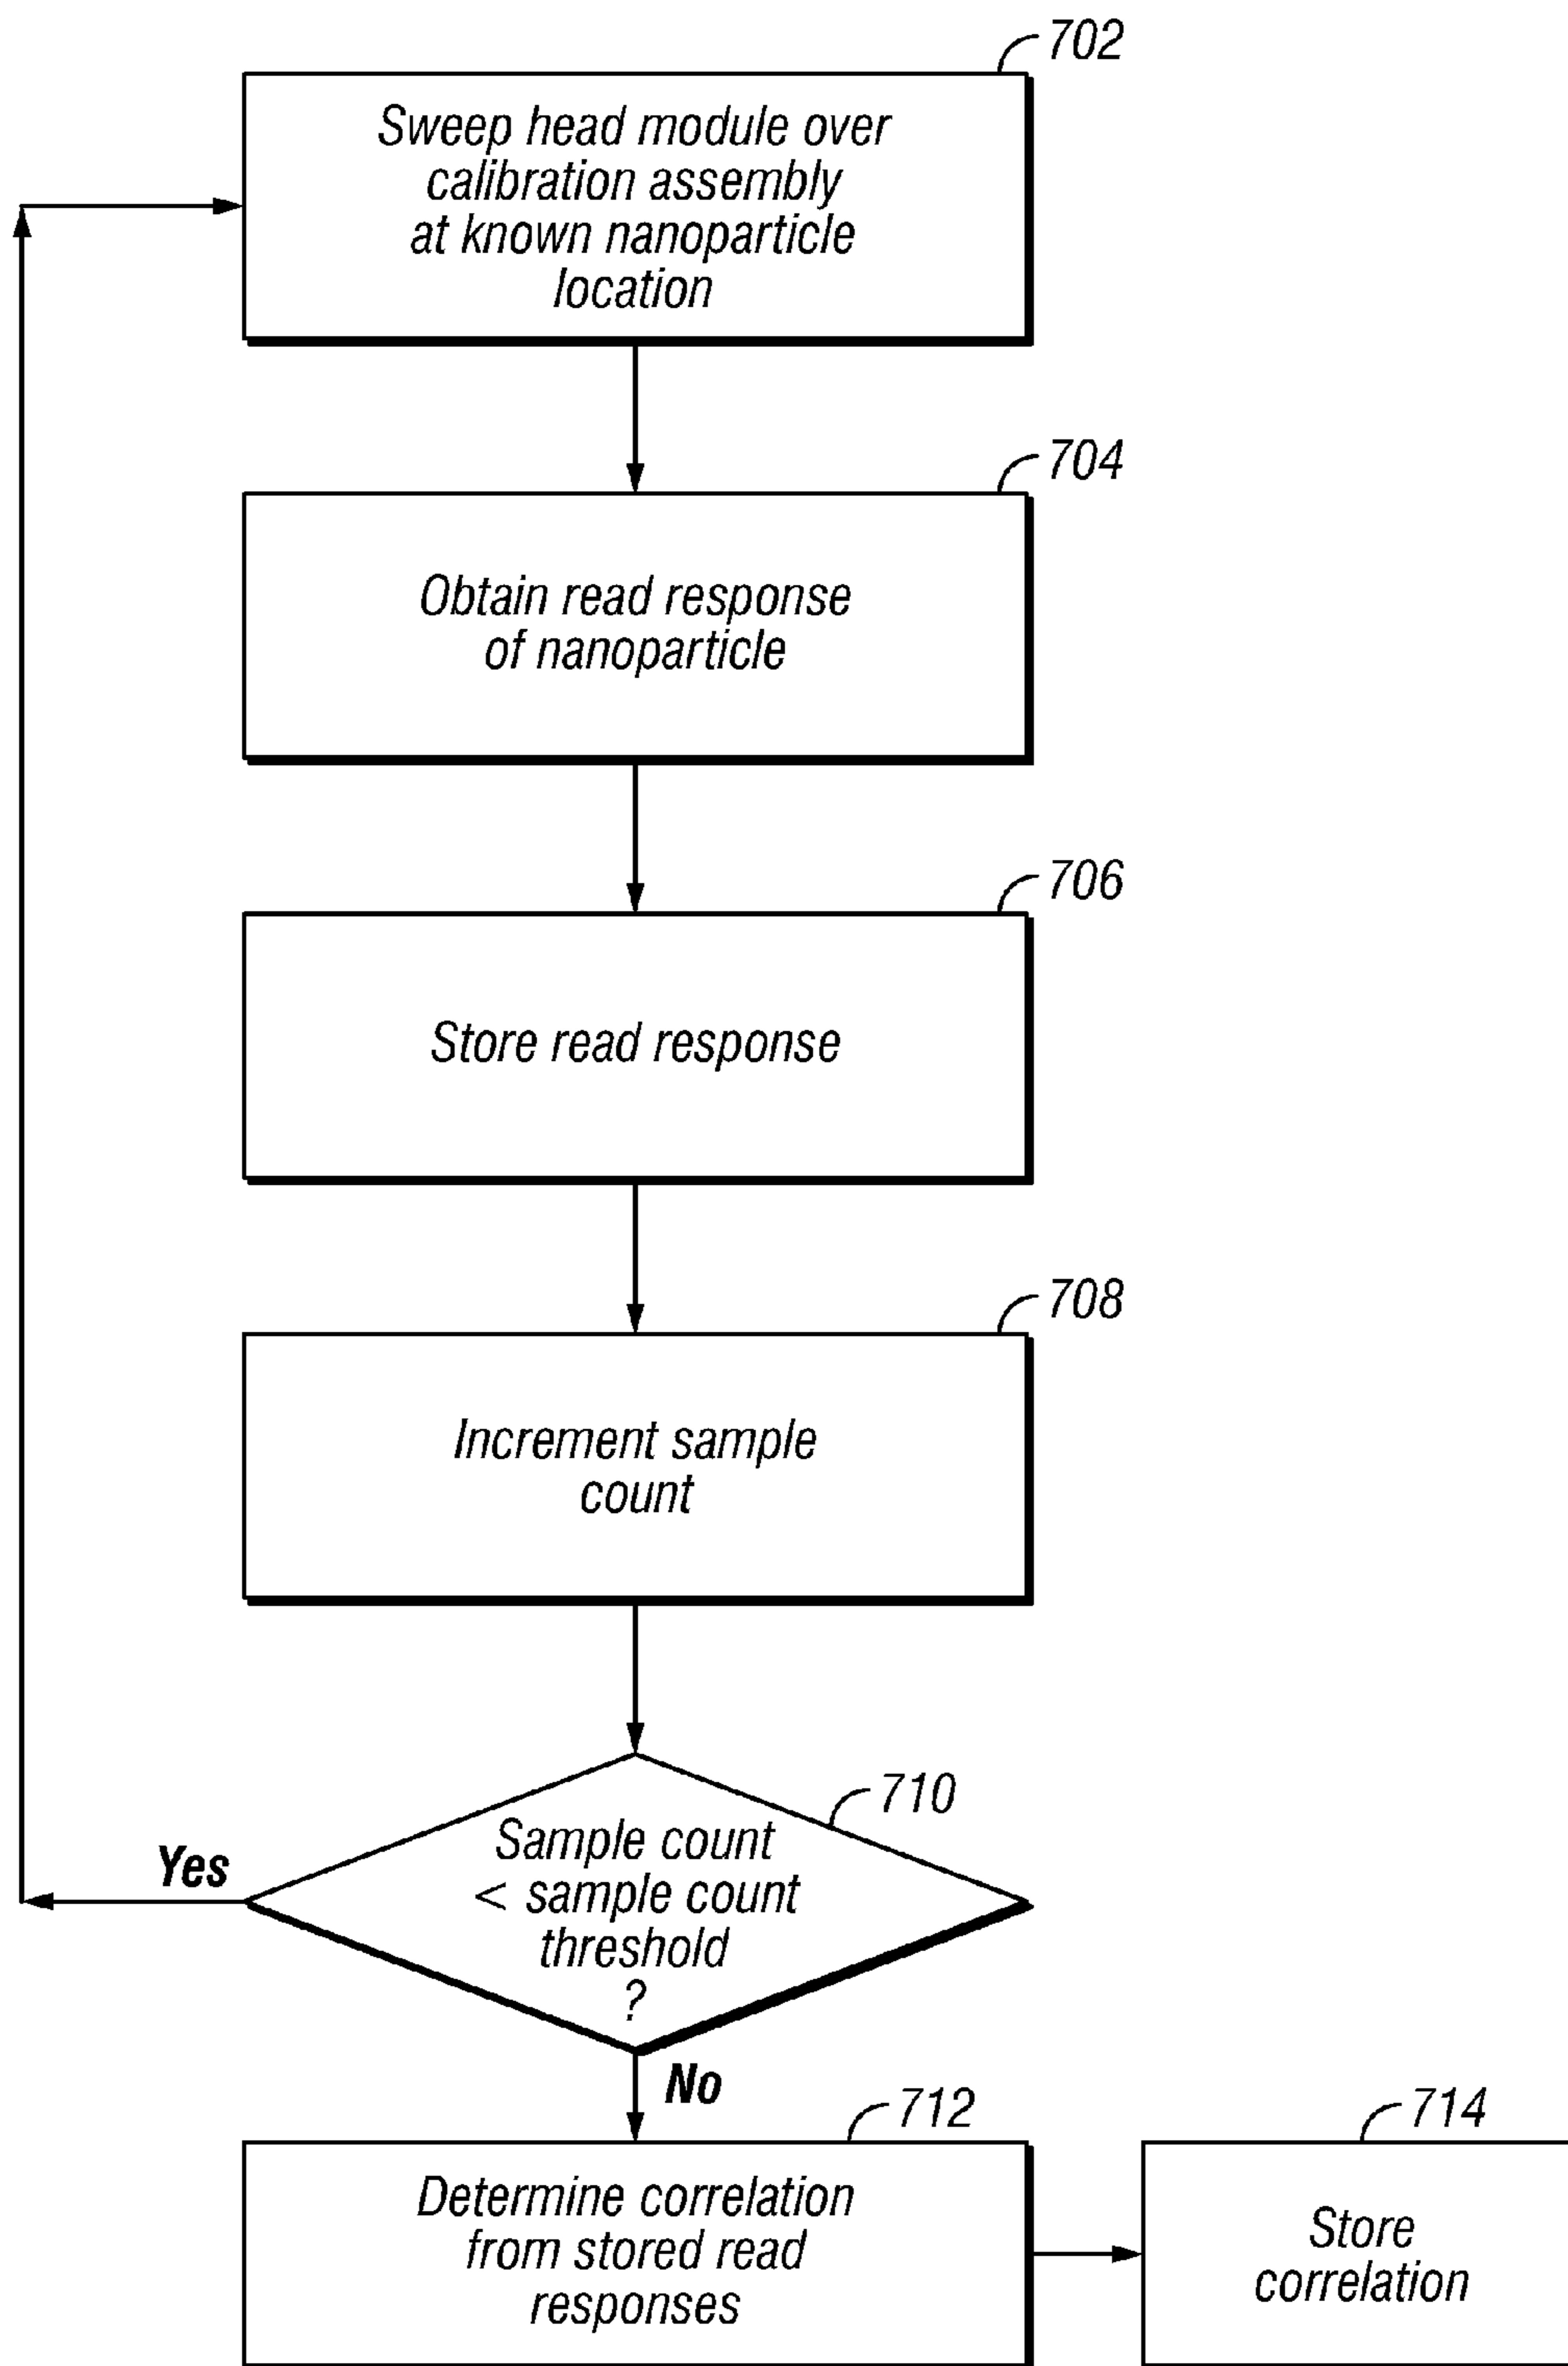 702
Sweep head module over
calibration assembly
at known nanoparticle
location
704
Obtain read response
of nanoparticle
706
Store read response
708
Increment sample
count
710
Sample count
< sample count
threshold
?
Yes
No
712
Determine correlation
from stored read
responses
714
Store
correlation